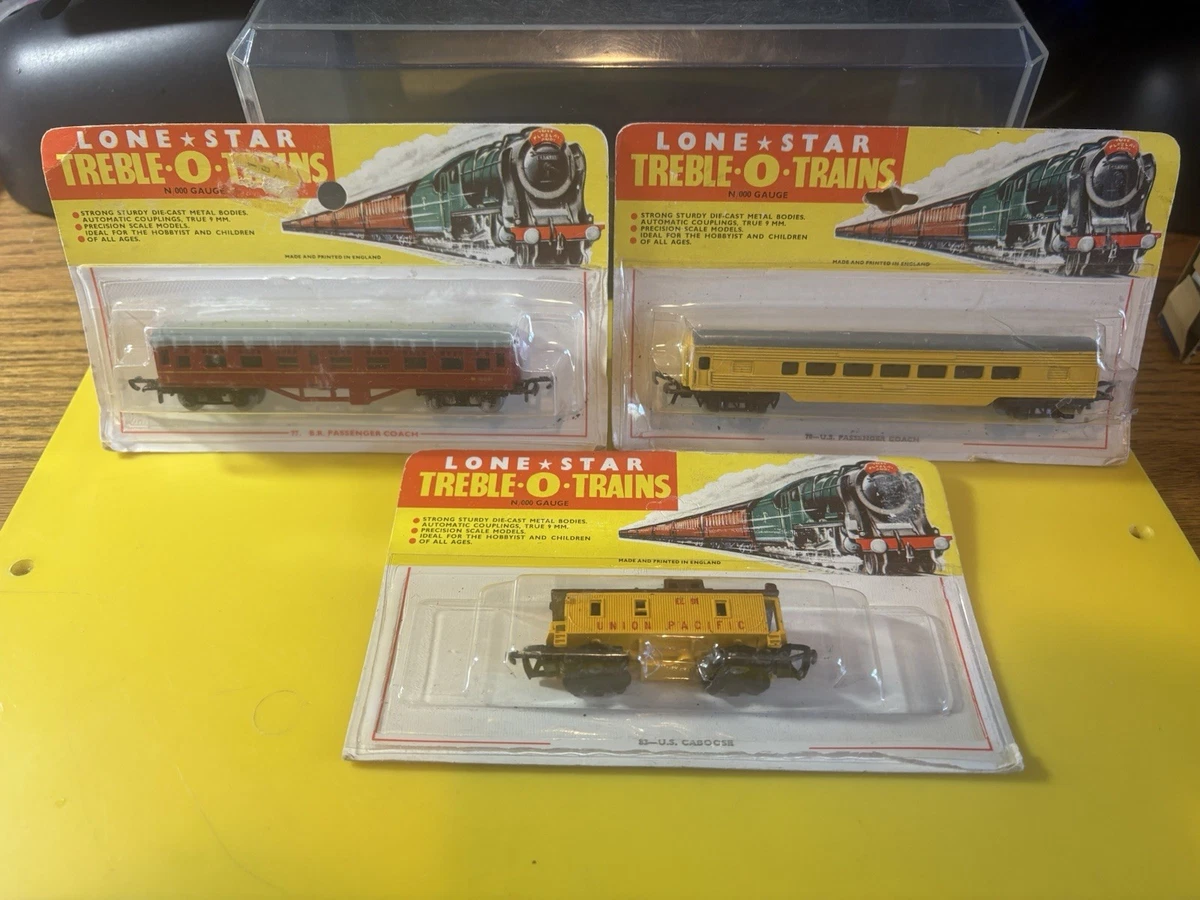 LONE ★ STAR
TREBLE·O·TRAINS
N.000 GAUGE
STRONG STURDY DIE-CAST METAL BODIES.
AUTOMATIC COUPLINGS, TRUE 9 MM.
PRECISION SCALE MODELS.
IDEAL FOR THE HOBBYIST AND CHILDREN
OF ALL AGES.
MADE AND PRINTED IN ENGLAND
B.R. PASSENGER COACH
LONE ★ STAR
TREBLE·O·TRAINS
N.000 GAUGE
STRONG STURDY DIE-CAST METAL BODIES.
AUTOMATIC COUPLINGS, TRUE 9 MM.
PRECISION SCALE MODELS.
IDEAL FOR THE HOBBYIST AND CHILDREN
OF ALL AGES.
MADE AND PRINTED IN ENGLAND
U.S. PASSENGER COACH
LONE ★ STAR
TREBLE·O·TRAINS
N.000 GAUGE
STRONG STURDY DIE-CAST METAL BODIES.
AUTOMATIC COUPLINGS, TRUE 9 MM.
PRECISION SCALE MODELS.
IDEAL FOR THE HOBBYIST AND CHILDREN
OF ALL AGES.
MADE AND PRINTED IN ENGLAND
UNION PACIFIC
U.S. CABOOSE